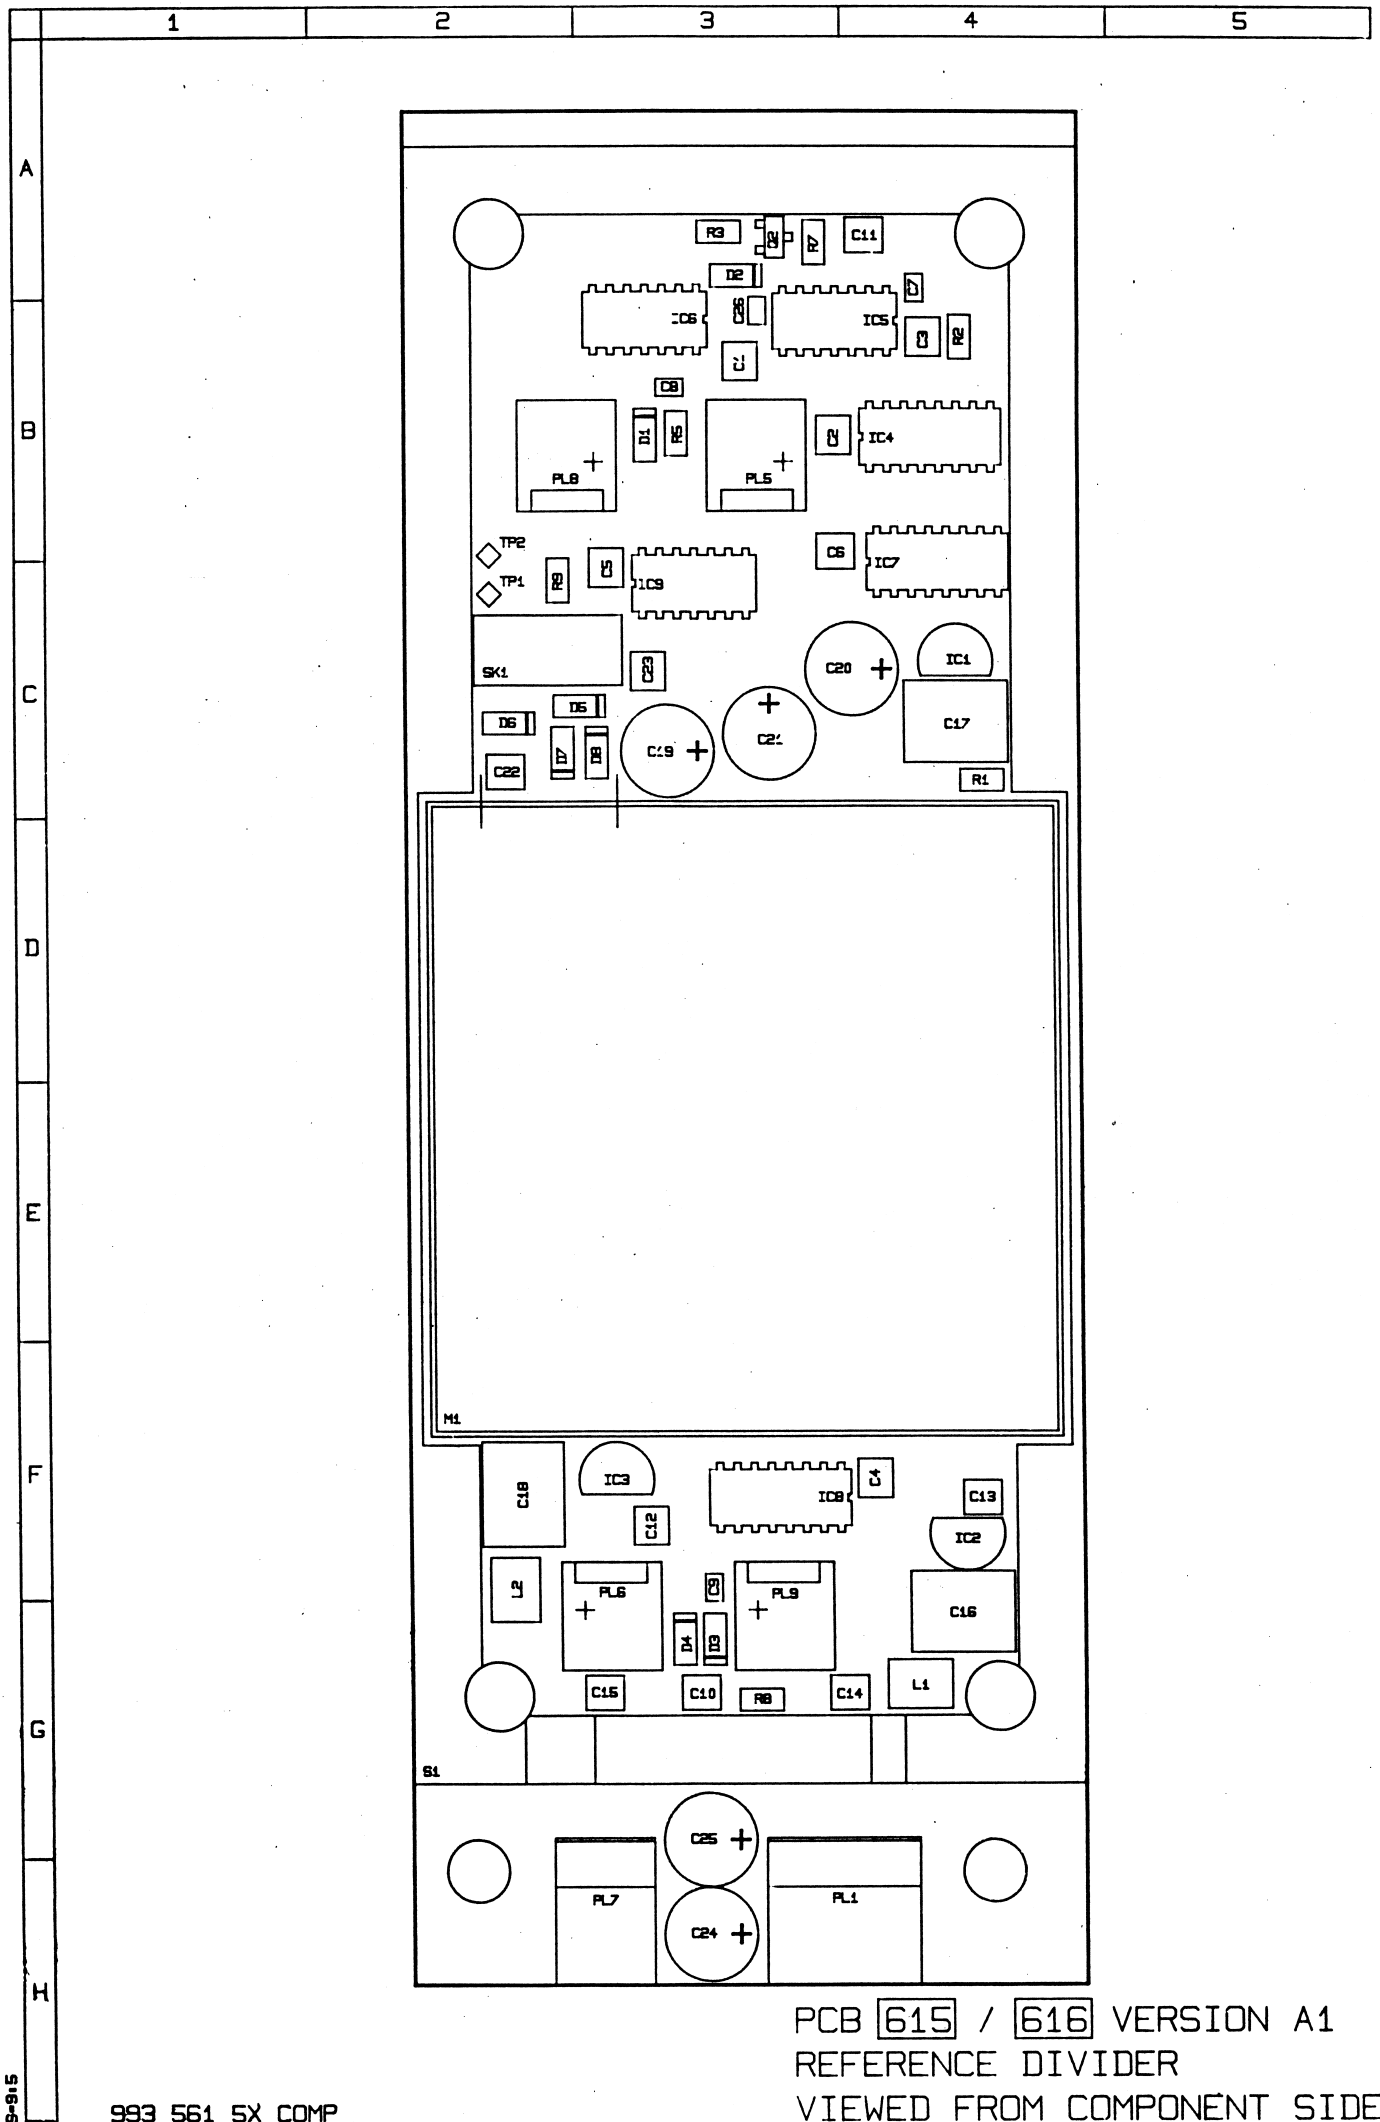 1 2 3 4 5
A
R3 Q2 R7 C11
D2 C7
C26
IC6 IC5 C3 R2
C1
C8
B
D1 R5 C2 IC4
PL8 PL5
TP2
C6 IC7
TP1 R9 C5 IC9
SK1 C23 C20 IC1
C
D5
D6 C17
D7 D8 C19 C21
C22 R1
D
E
M1
F
C18 IC3 IC8 C4 C13
C12 IC2
L2 PL6 C9 PL9
C16
D4 D3
C15 C10 R8 C14 L1
G
S1
C25
PL7 PL1
C24
H
PCB 615 / 616 VERSION A1
REFERENCE DIVIDER
VIEWED FROM COMPONENT SIDE
993 561 5X COMP